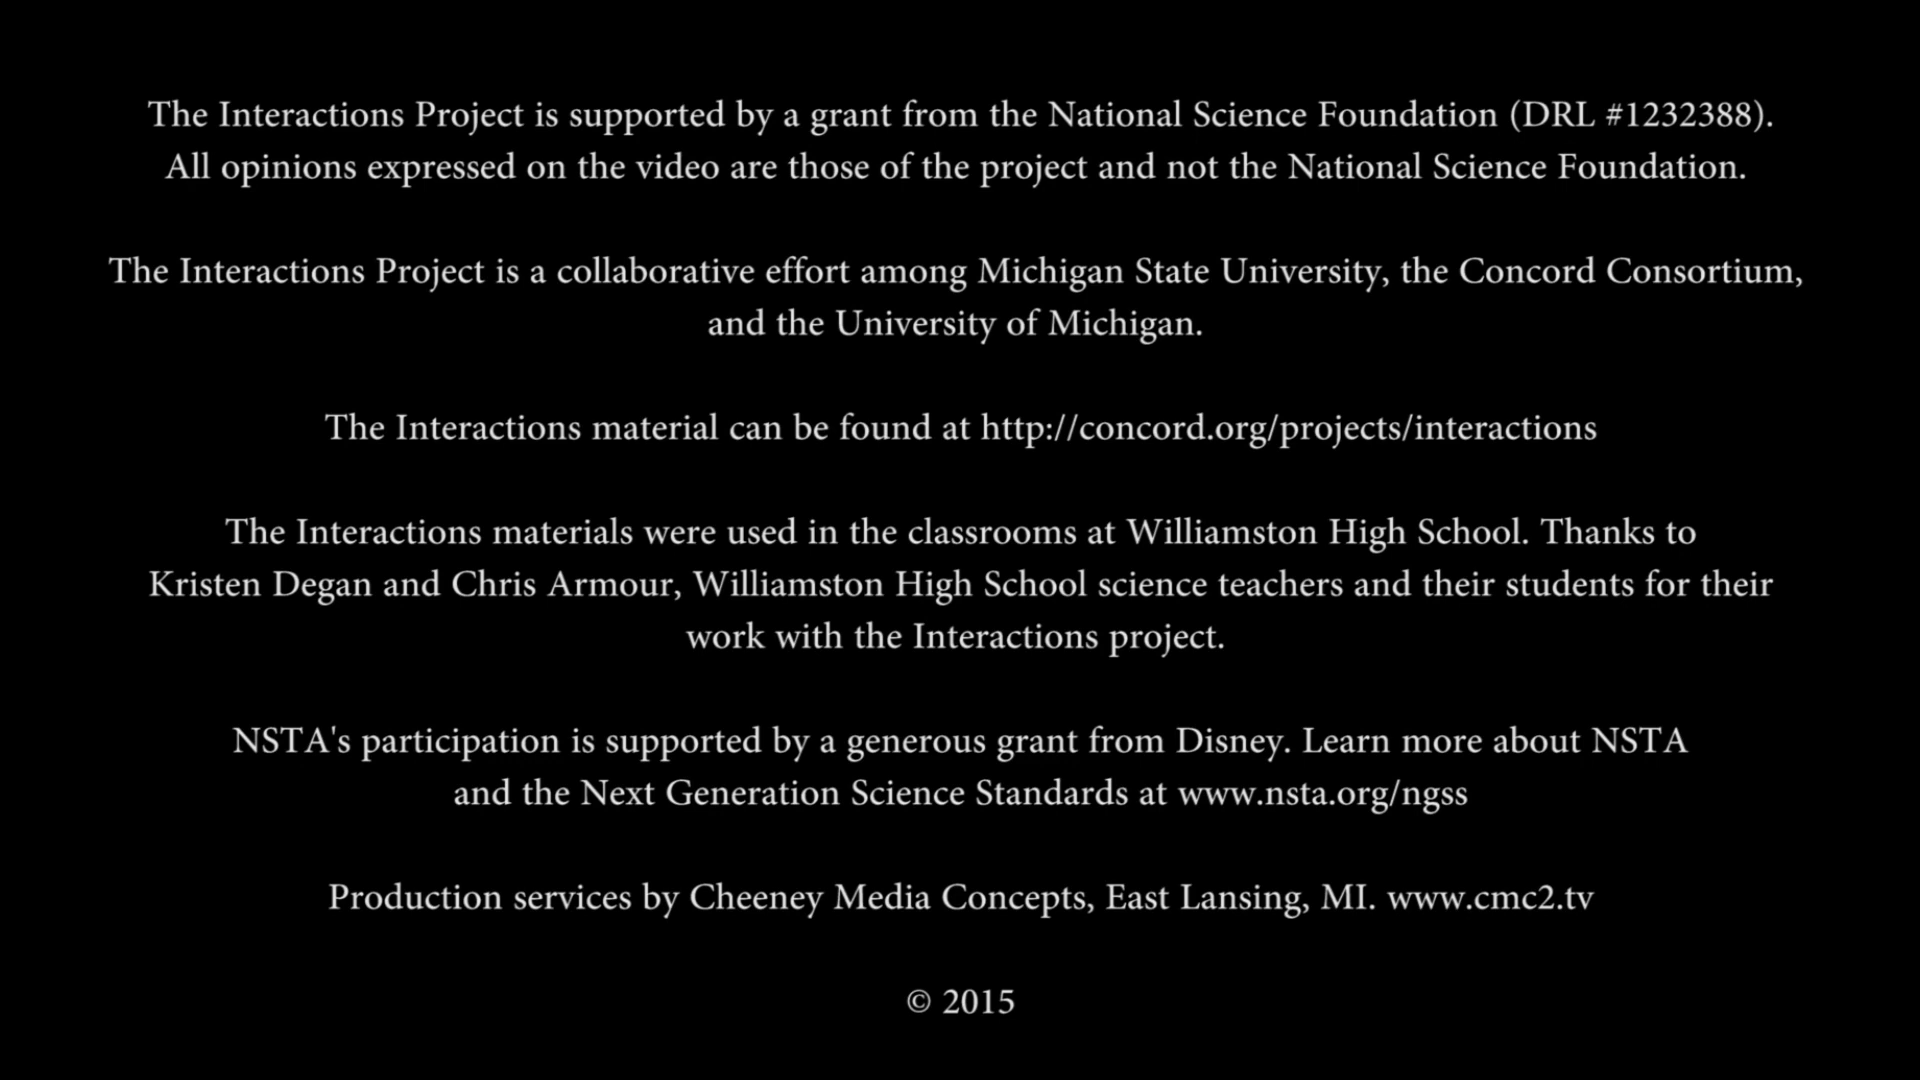 The Interactions Project is supported by a grant from the National Science Foundation (DRL #1232388).
All opinions expressed on the video are those of the project and not the National Science Foundation.
The Interactions Project is a collaborative effort among Michigan State University, the Concord Consortium,
and the University of Michigan.
The Interactions material can be found at http://concord.org/projects/interactions
The Interactions materials were used in the classrooms at Williamston High School. Thanks to
Kristen Degan and Chris Armour, Williamston High School science teachers and their students for their
work with the Interactions project.
NSTA's participation is supported by a generous grant from Disney. Learn more about NSTA
and the Next Generation Science Standards at www.nsta.org/ngss
Production services by Cheeney Media Concepts, East Lansing, MI. www.cmc2.tv
© 2015